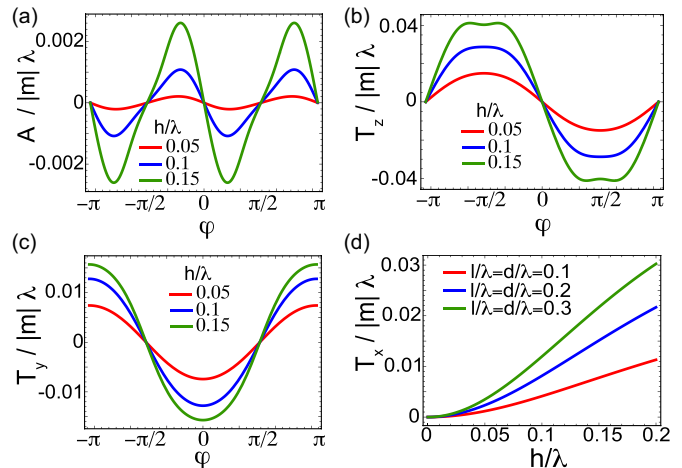 (a)
A / |m| λ
0.002
0
-0.002
h/λ
0.05
0.1
0.15
−π
−π/2
0
π/2
π
φ
(b)
T_z / |m| λ
0.04
0
-0.04
h/λ
0.05
0.1
0.15
−π
−π/2
0
π/2
π
φ
(c)
T_y / |m| λ
0.01
0
-0.01
h/λ
0.05
0.1
0.15
−π
−π/2
0
π/2
π
φ
(d)
T_x / |m| λ
0.03
0.02
0.01
0
l/λ=d/λ=0.1
l/λ=d/λ=0.2
l/λ=d/λ=0.3
0
0.05
0.1
0.15
0.2
h/λ